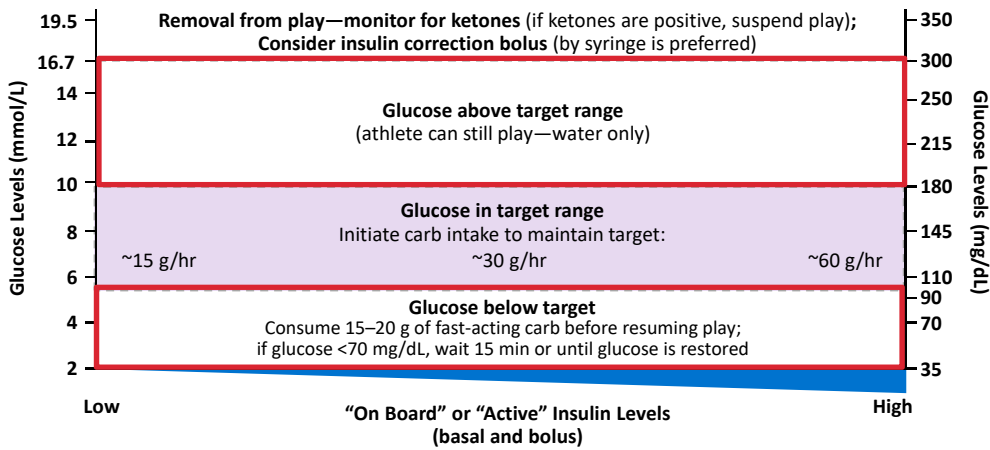 Removal from play—monitor for ketones (if ketones are positive, suspend play);
Consider insulin correction bolus (by syringe is preferred)
Glucose above target range
(athlete can still play—water only)
Glucose in target range
Initiate carb intake to maintain target:
~15 g/hr ~30 g/hr ~60 g/hr
Glucose below target
Consume 15–20 g of fast-acting carb before resuming play;
if glucose <70 mg/dL, wait 15 min or until glucose is restored
Glucose Levels (mmol/L)
19.5
16.7
14
12
10
8
6
4
2
Glucose Levels (mg/dL)
350
300
250
215
180
145
110
90
70
35
Low
High
“On Board” or “Active” Insulin Levels
(basal and bolus)